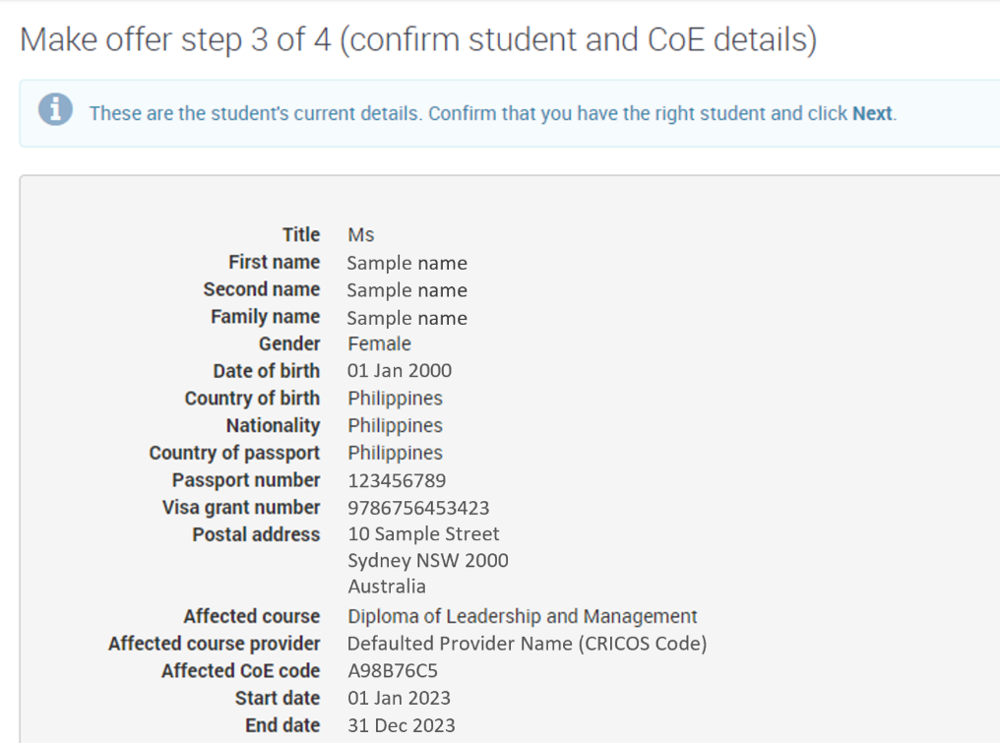 Make offer step 3 of 4 (confirm student and CoE details)
These are the student's current details. Confirm that you have the right student and click Next.
Title Ms
First name Sample name
Second name Sample name
Family name Sample name
Gender Female
Date of birth 01 Jan 2000
Country of birth Philippines
Nationality Philippines
Country of passport Philippines
Passport number 123456789
Visa grant number 9786756453423
Postal address 10 Sample Street
Sydney NSW 2000
Australia
Affected course Diploma of Leadership and Management
Affected course provider Defaulted Provider Name (CRICOS Code)
Affected CoE code A98B76C5
Start date 01 Jan 2023
End date 31 Dec 2023